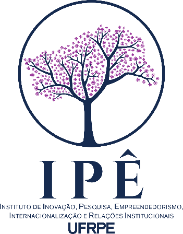 IPÊ
Instituto de Inovação, Pesquisa, Empreendedorismo,
Internacionalização e Relações Institucionais
UFRPE